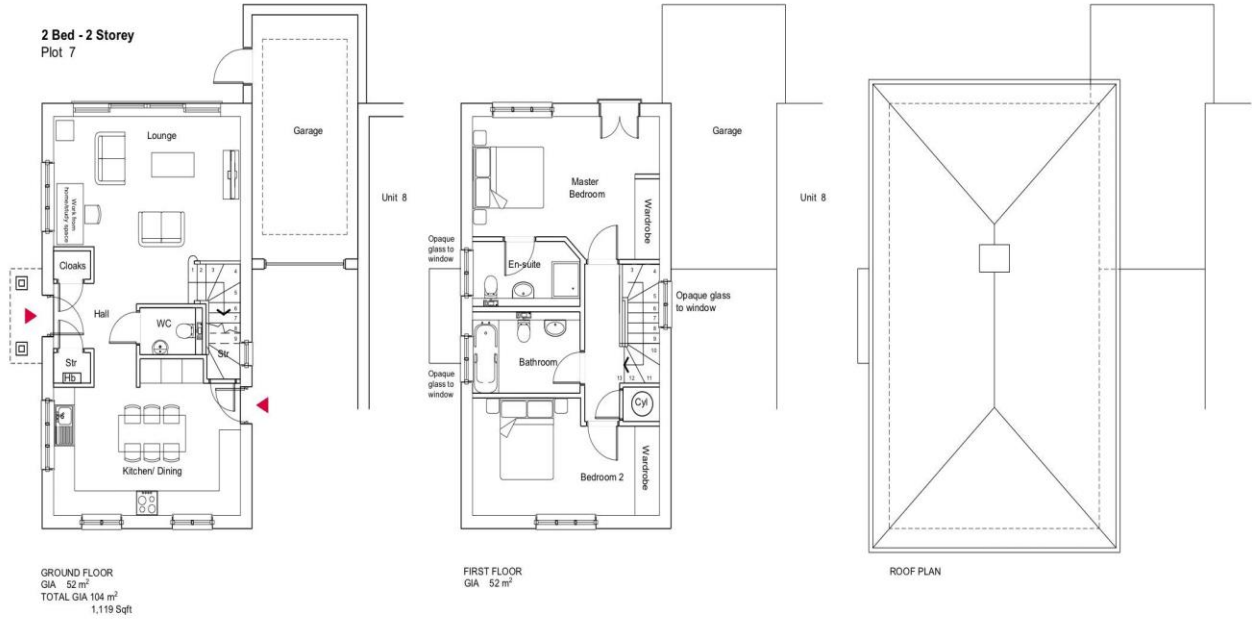 2 Bed - 2 Storey
Plot 7
Lounge
Garage
Unit 8
Work from
home/study space
Cloaks
Hall
WC
Str
Str
Hb
Kitchen/ Dining
1 2 3 4
5
6
7
8
9
GROUND FLOOR
GIA 52 m²
TOTAL GIA 104 m²
1,119 Sqft
Master
Bedroom
Wardrobe
Garage
Unit 8
Opaque
glass to
window
En-suite
Opaque glass
to window
Bathroom
Opaque
glass to
window
3 4
5
6
7
8
9
10
13 12 11
Cyl
Bedroom 2
Wardrobe
FIRST FLOOR
GIA 52 m²
ROOF PLAN